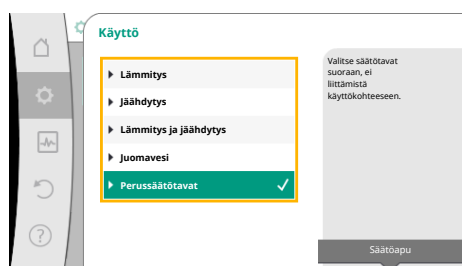 Käyttö
Lämmitys
Jäähdytys
Lämmitys ja jäähdytys
Juomavesi
Perussäätötavat
Valitse säätötavat
suoraan, ei
liittämistä
käyttökohteeseen.
Säätöapu